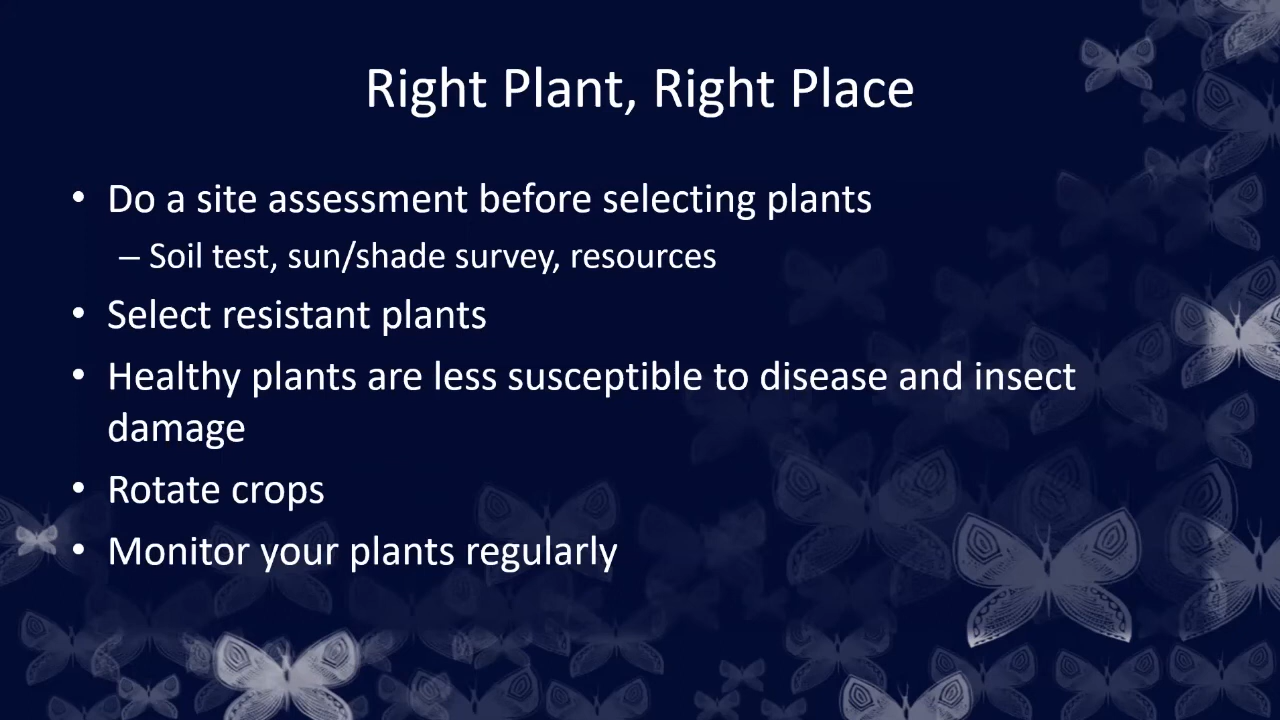 Right Plant, Right Place
• Do a site assessment before selecting plants
– Soil test, sun/shade survey, resources
• Select resistant plants
• Healthy plants are less susceptible to disease and insect
damage
• Rotate crops
• Monitor your plants regularly